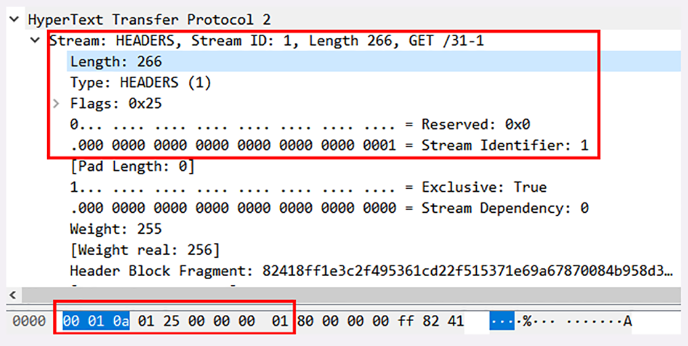 HyperText Transfer Protocol 2
Stream: HEADERS, Stream ID: 1, Length 266, GET /31-1
Length: 266
Type: HEADERS (1)
Flags: 0x25
0... .... .... .... .... .... .... .... = Reserved: 0x0
.000 0000 0000 0000 0000 0000 0000 0001 = Stream Identifier: 1
[Pad Length: 0]
1... .... .... .... .... .... .... .... = Exclusive: True
.000 0000 0000 0000 0000 0000 0000 0000 = Stream Dependency: 0
Weight: 255
[Weight real: 256]
Header Block Fragment: 82418ff1e3c2f495361cd22f515371e69a67870084b958d3…
0000 00 01 0a 01 25 00 00 00 01 80 00 00 00 ff 82 41 ····%··· ·······A